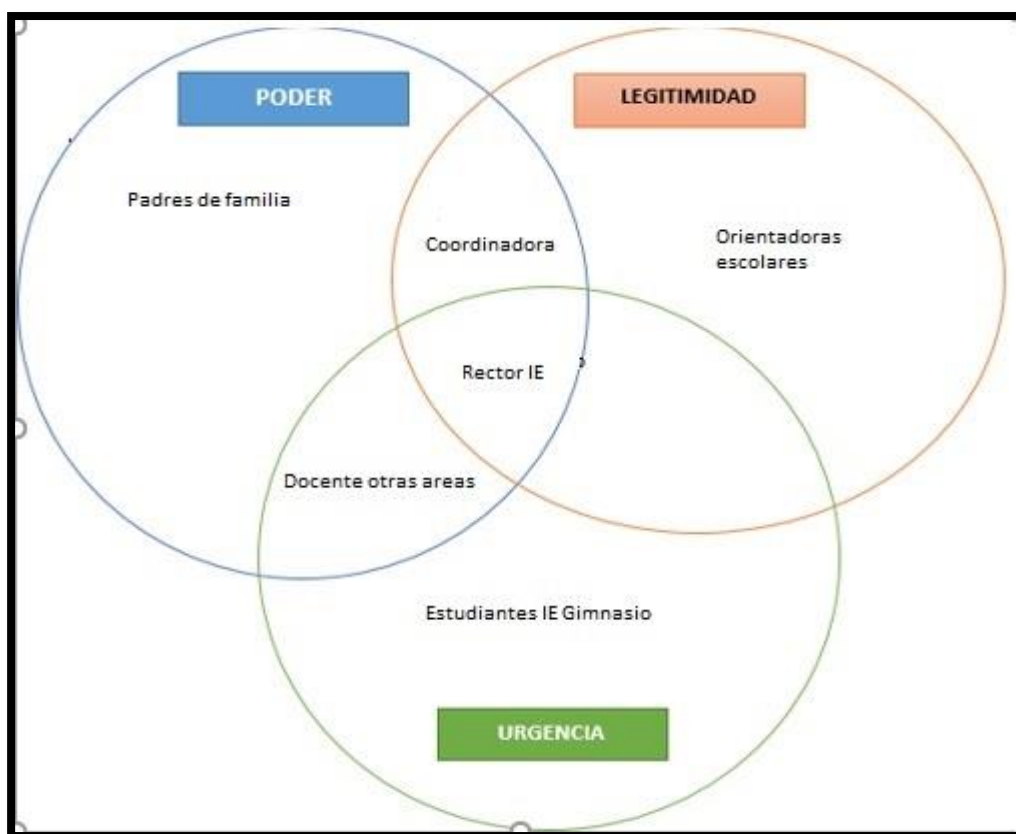 PODER
LEGITIMIDAD
Padres de familia
Coordinadora
Orientadoras
escolares
Rector IE
Docente otras areas
Estudiantes IE Gimnasio
URGENCIA